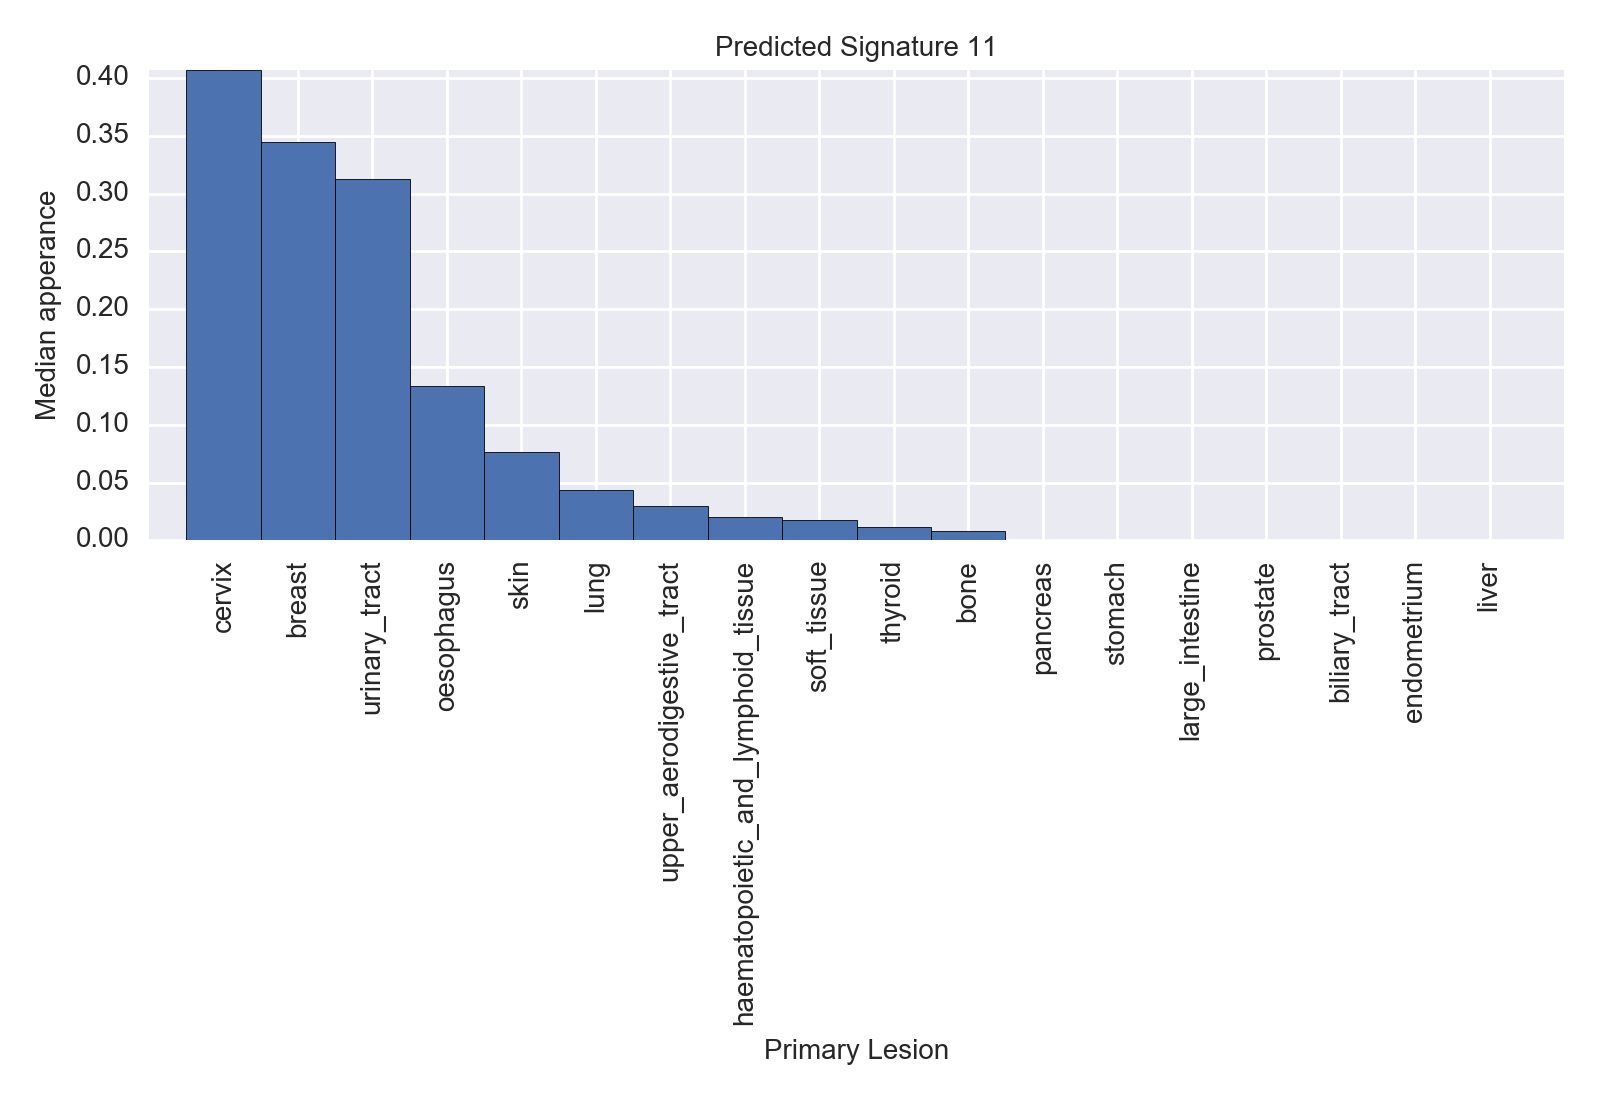 Predicted Signature 11
Median apperance
0.40
0.35
0.30
0.25
0.20
0.15
0.10
0.05
0.00
cervix
breast
urinary_tract
oesophagus
skin
lung
upper_aerodigestive_tract
haematopoietic_and_lymphoid_tissue
soft_tissue
thyroid
bone
pancreas
stomach
large_intestine
prostate
biliary_tract
endometrium
liver
Primary Lesion